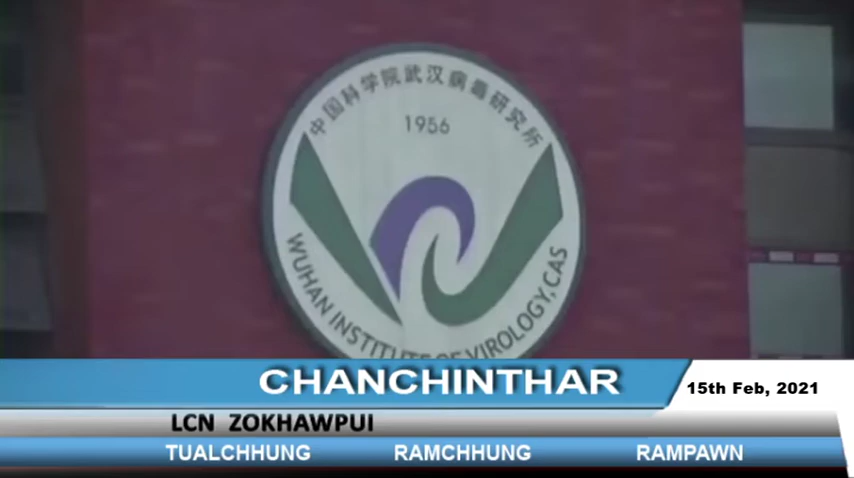 中国科学院武汉病毒研究所
1956
WUHAN INSTITUTE OF VIROLOGY, CAS
CHANCHINTHAR
15th Feb, 2021
LCN ZOKHAWPUI
TUALCHHUNG RAMCHHUNG RAMPAWN